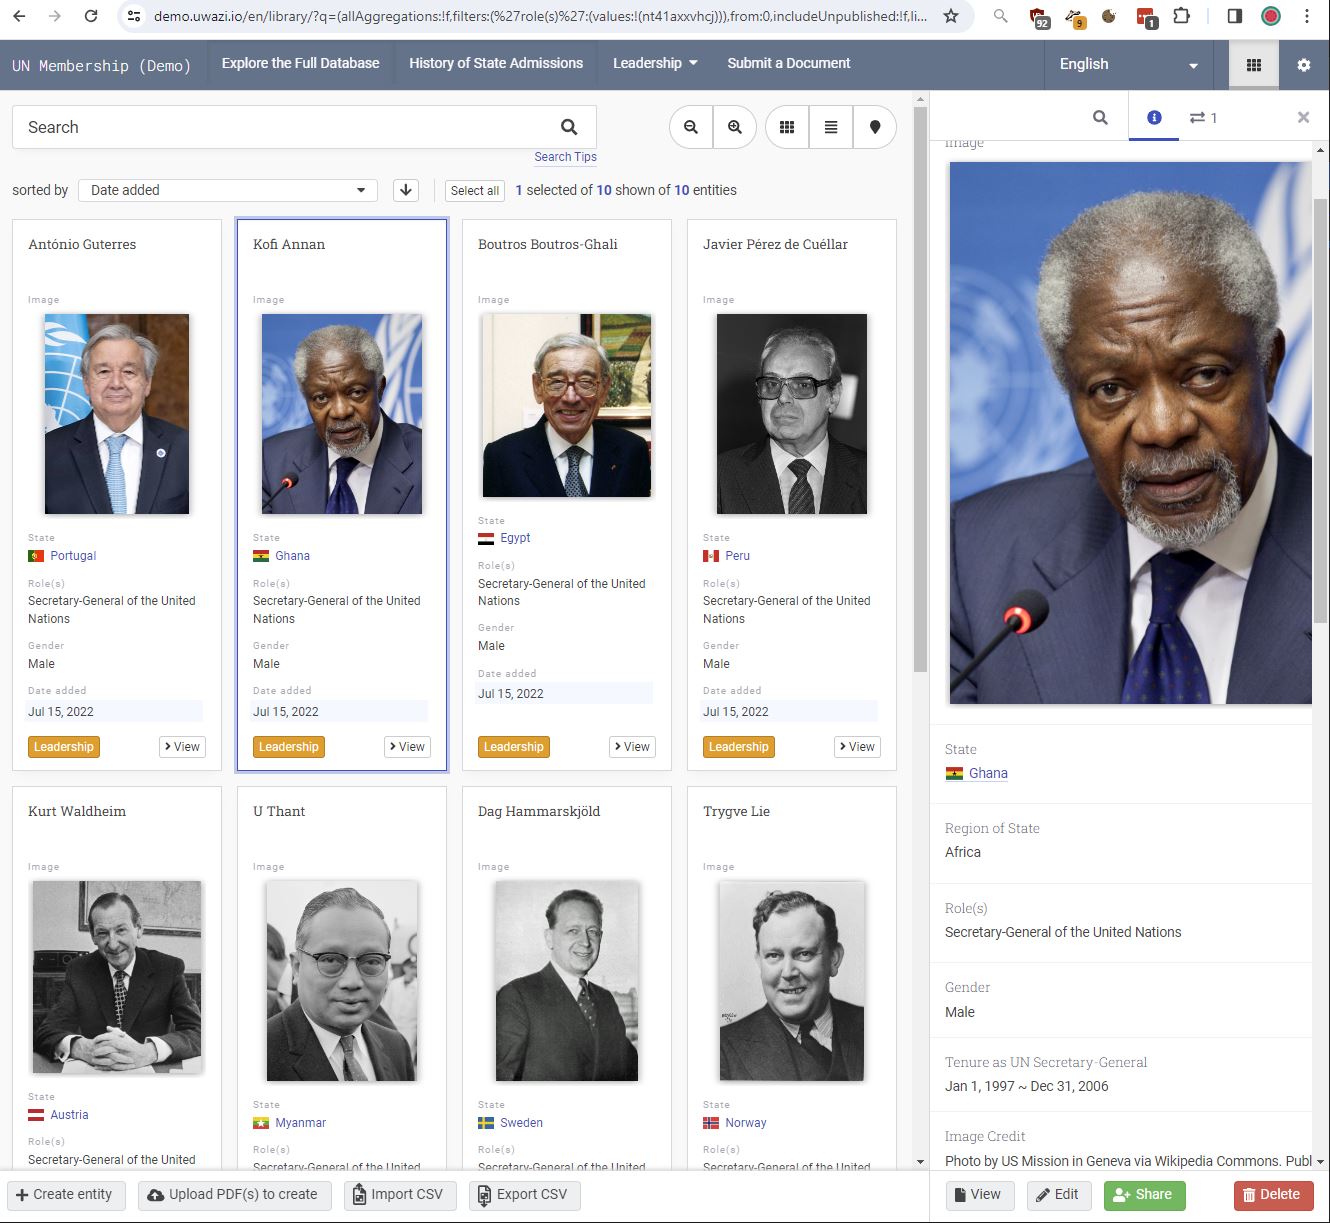 demo.uwazi.io/en/library/?q=(allAggregations:!f,filters:(%27role(s)%27:(values:!(nt41axxvhcj))),from:0,includeUnpublished:!f,li...
92
9
1
UN Membership (Demo)
Explore the Full Database
History of State Admissions
Leadership
Submit a Document
English
Search
Search Tips
1
sorted by
Date added
Select all
1 selected of 10 shown of 10 entities
António Guterres
Image
State
Portugal
Role(s)
Secretary-General of the United
Nations
Gender
Male
Date added
Jul 15, 2022
Leadership
View
Kofi Annan
Image
State
Ghana
Role(s)
Secretary-General of the United
Nations
Gender
Male
Date added
Jul 15, 2022
Leadership
View
Boutros Boutros-Ghali
Image
State
Egypt
Role(s)
Secretary-General of the United
Nations
Gender
Male
Date added
Jul 15, 2022
Leadership
View
Javier Pérez de Cuéllar
Image
State
Peru
Role(s)
Secretary-General of the United
Nations
Gender
Male
Date added
Jul 15, 2022
Leadership
View
Kurt Waldheim
Image
State
Austria
Role(s)
Secretary-General of the United
U Thant
Image
State
Myanmar
Role(s)
Secretary-General of the United
Dag Hammarskjöld
Image
State
Sweden
Role(s)
Secretary-General of the United
Trygve Lie
Image
State
Norway
Role(s)
Secretary-General of the United
Create entity
Upload PDF(s) to create
Import CSV
Export CSV
Image
State
Ghana
Region of State
Africa
Role(s)
Secretary-General of the United Nations
Gender
Male
Tenure as UN Secretary-General
Jan 1, 1997 ~ Dec 31, 2006
Image Credit
Photo by US Mission in Geneva via Wikipedia Commons. Publ
View
Edit
Share
Delete